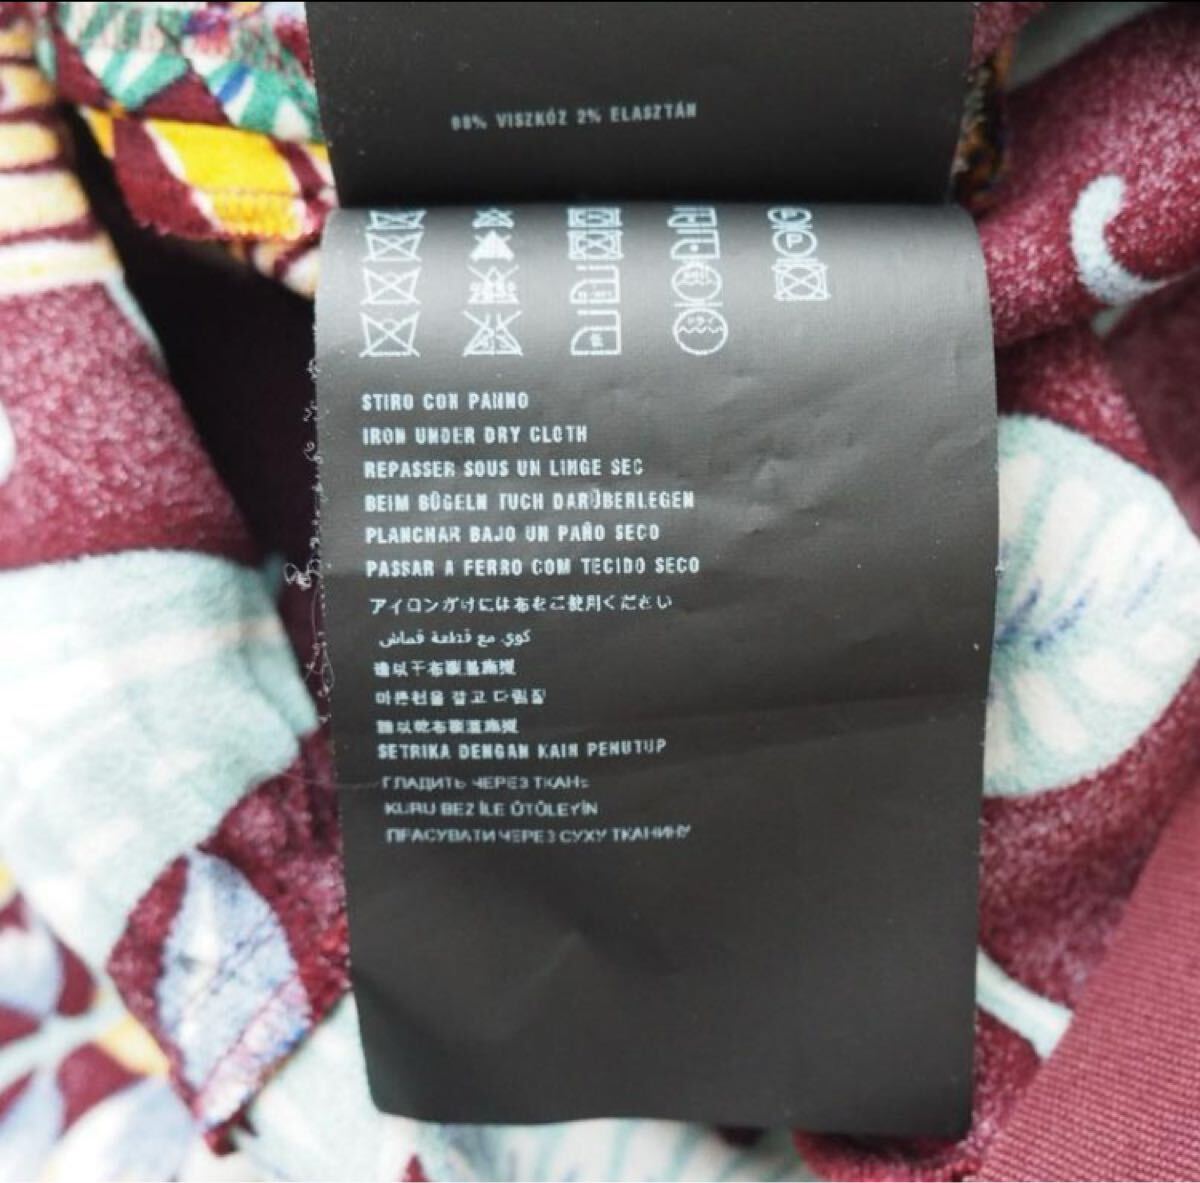 98% VISZKÓZ 2% ELASZTÁN
STIRO CON PANNO
IRON UNDER DRY CLOTH
REPASSER SOUS UN LINGE SEC
BEIM BÜGELN TUCH DARÜBERLEGEN
PLANCHAR BAJO UN PAÑO SECO
PASSAR A FERRO COM TECIDO SECO
アイロンがけには布をご使用ください
كوي مع قطعة قماش
SETRIKA DENGAN KAIN PENUTUP
ГЛАДИТЬ ЧЕРЕЗ ТКАНЬ
KURU BEZ İLE ÜTÜLEYİN
ПРАСУВАТИ ЧЕРЕЗ СУХУ ТКАНИНУ